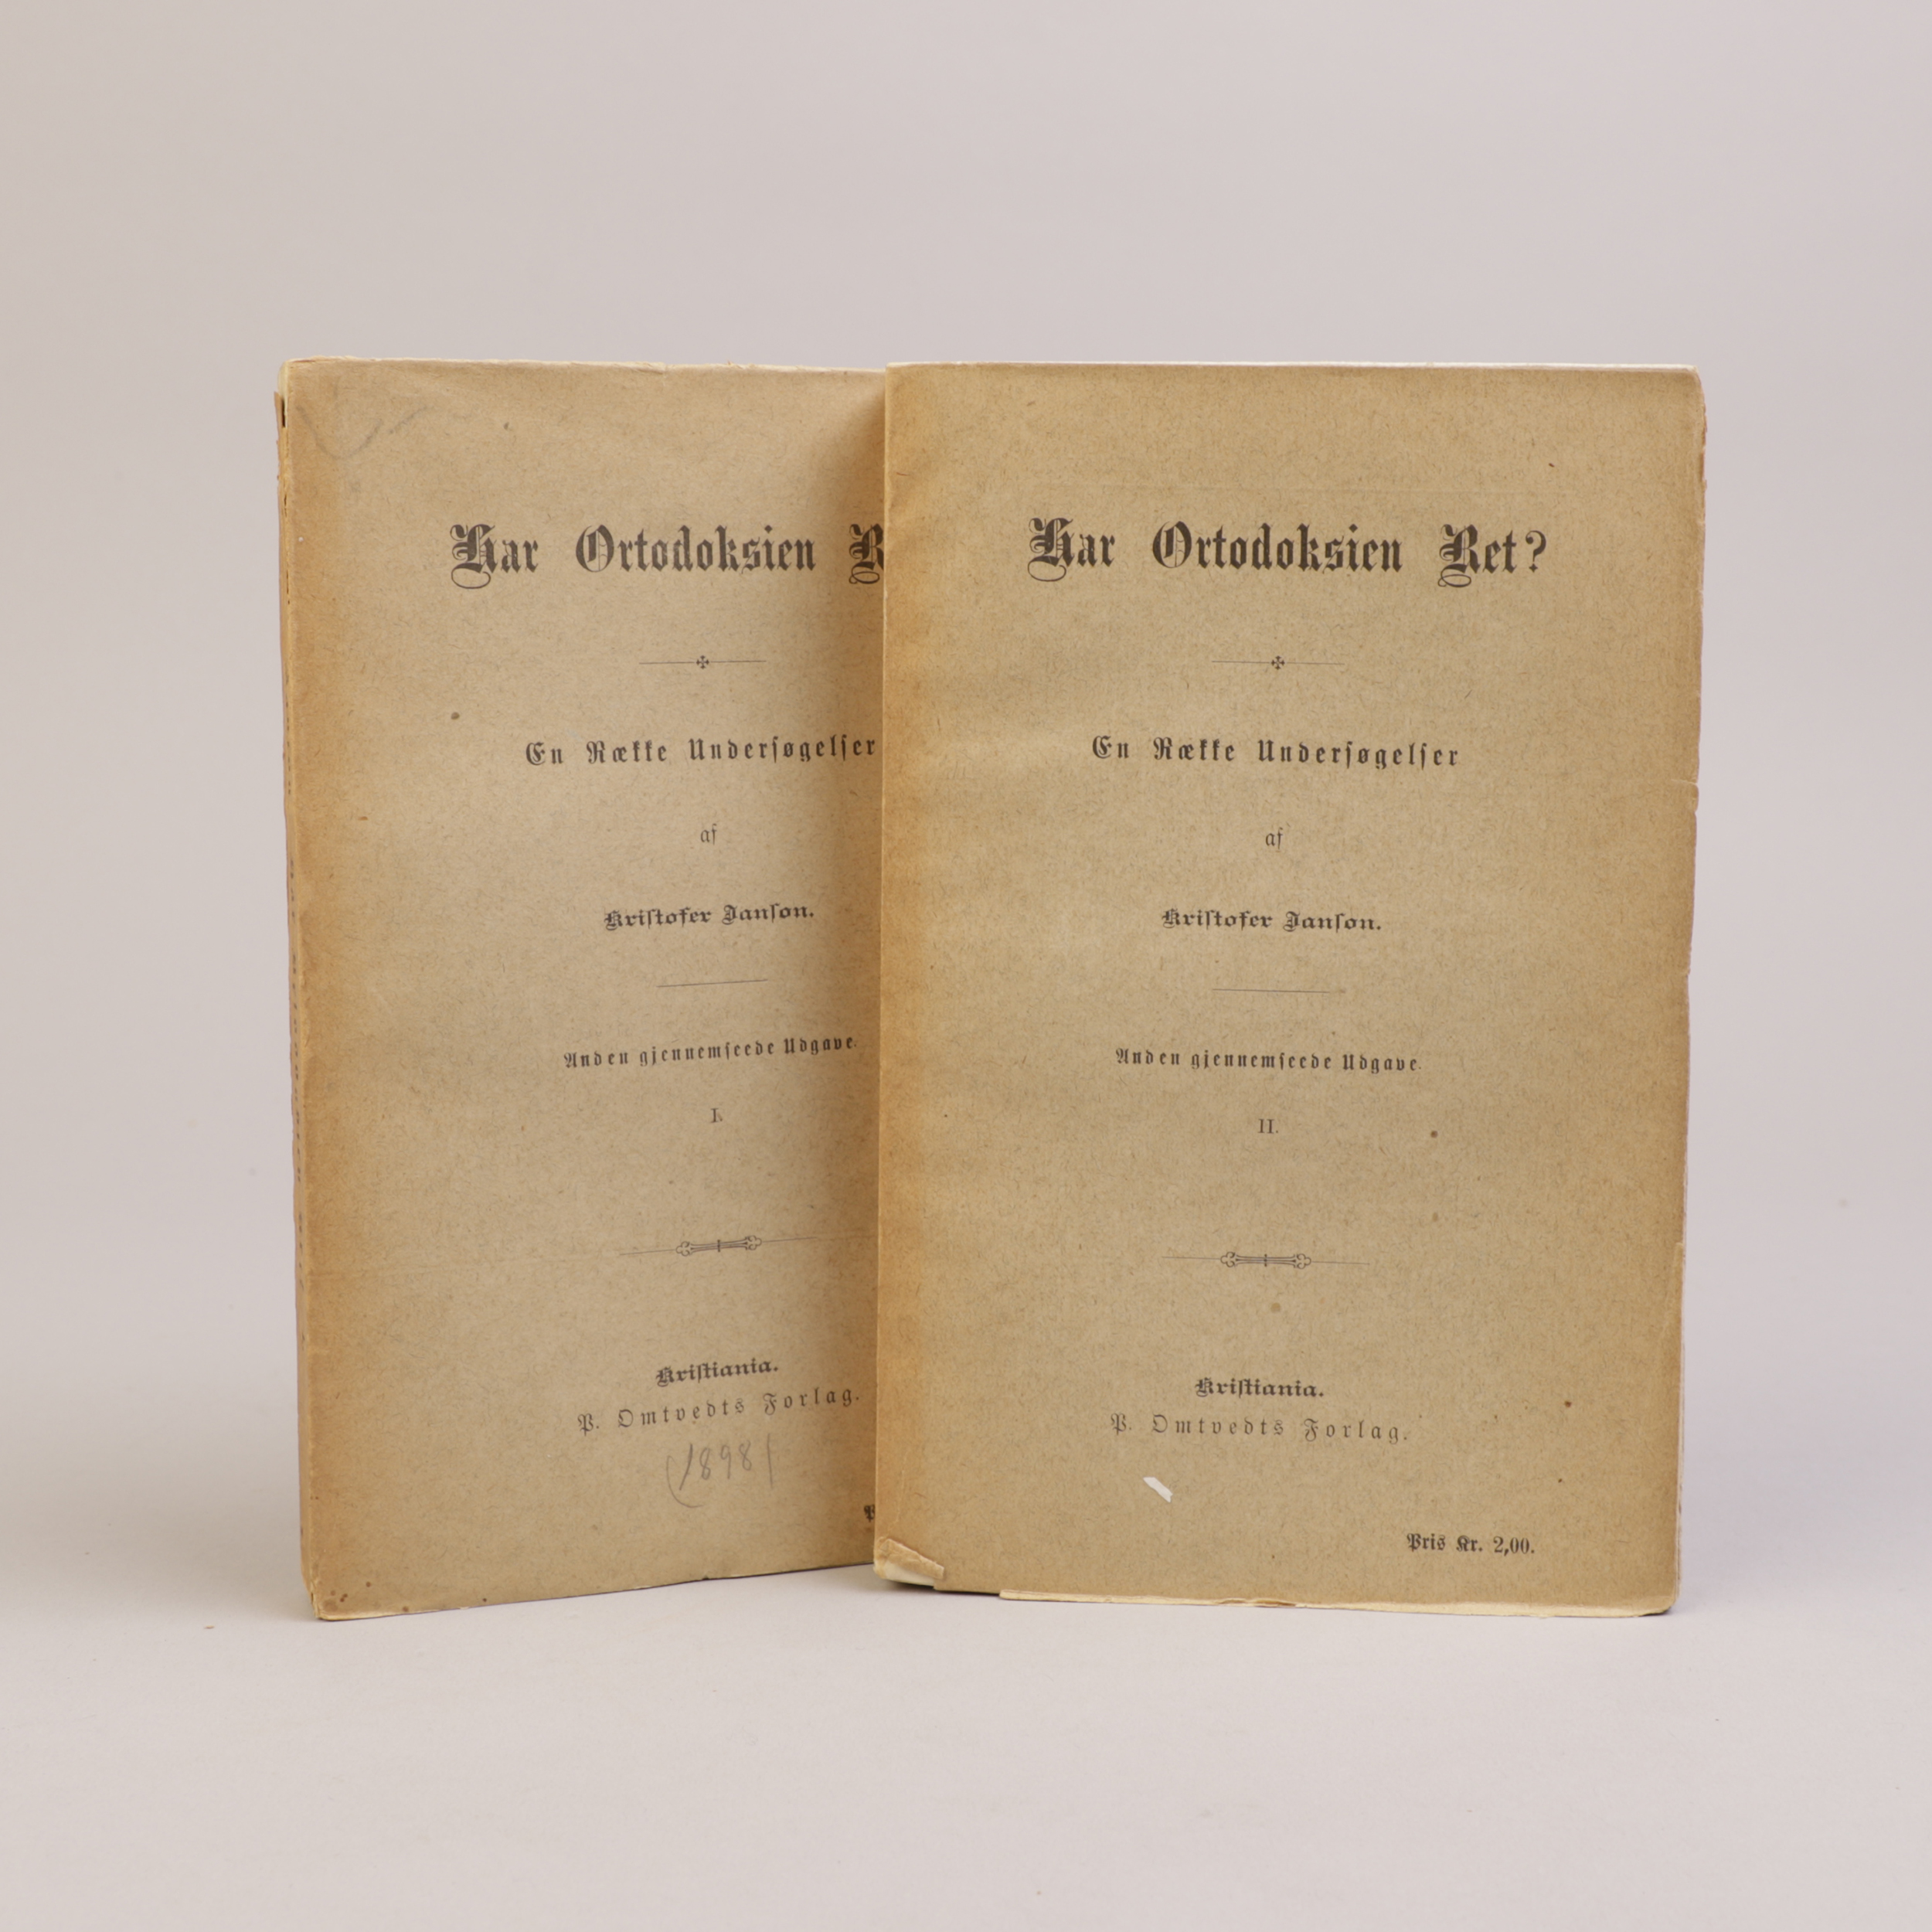 Har Ortodoksien
En Række Undersøgelser
af
Kristofer Janson.
Anden gjennemseede Udgave.
I.
Kristiania.
P. Omtvedts Forlag.
(1898)
Har Ortodoksien Ret?
En Række Undersøgelser
af
Kristofer Janson.
Anden gjennemseede Udgave.
II.
Kristiania.
P. Omtvedts Forlag.
Pris Kr. 2,00.